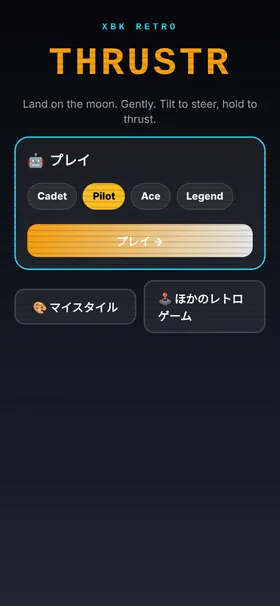 XBK RETRO
THRUSTR
Land on the moon. Gently. Tilt to steer, hold to
thrust.
🤖 プレイ
Cadet Pilot Ace Legend
プレイ →
🎨 マイスタイル
🕹️ ほかのレトロ
ゲーム